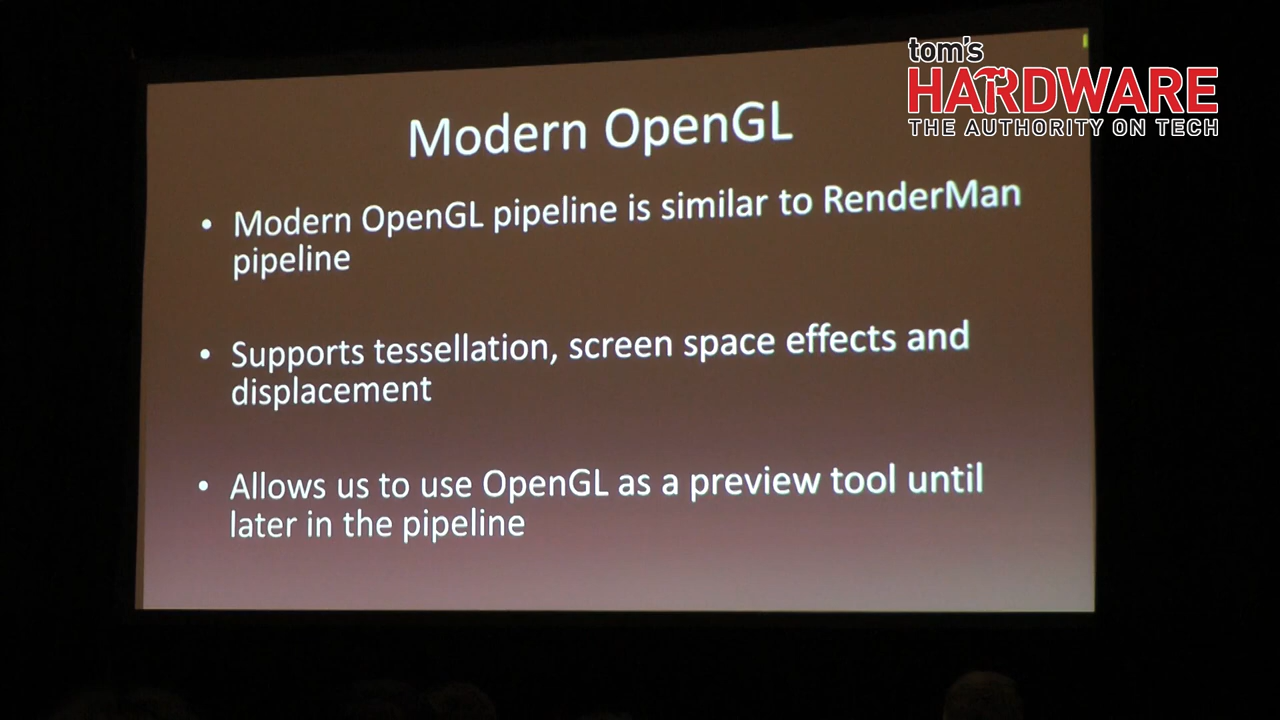 tom's
HARDWARE
THE AUTHORITY ON TECH
Modern OpenGL
• Modern OpenGL pipeline is similar to RenderMan
pipeline
• Supports tessellation, screen space effects and
displacement
• Allows us to use OpenGL as a preview tool until
later in the pipeline